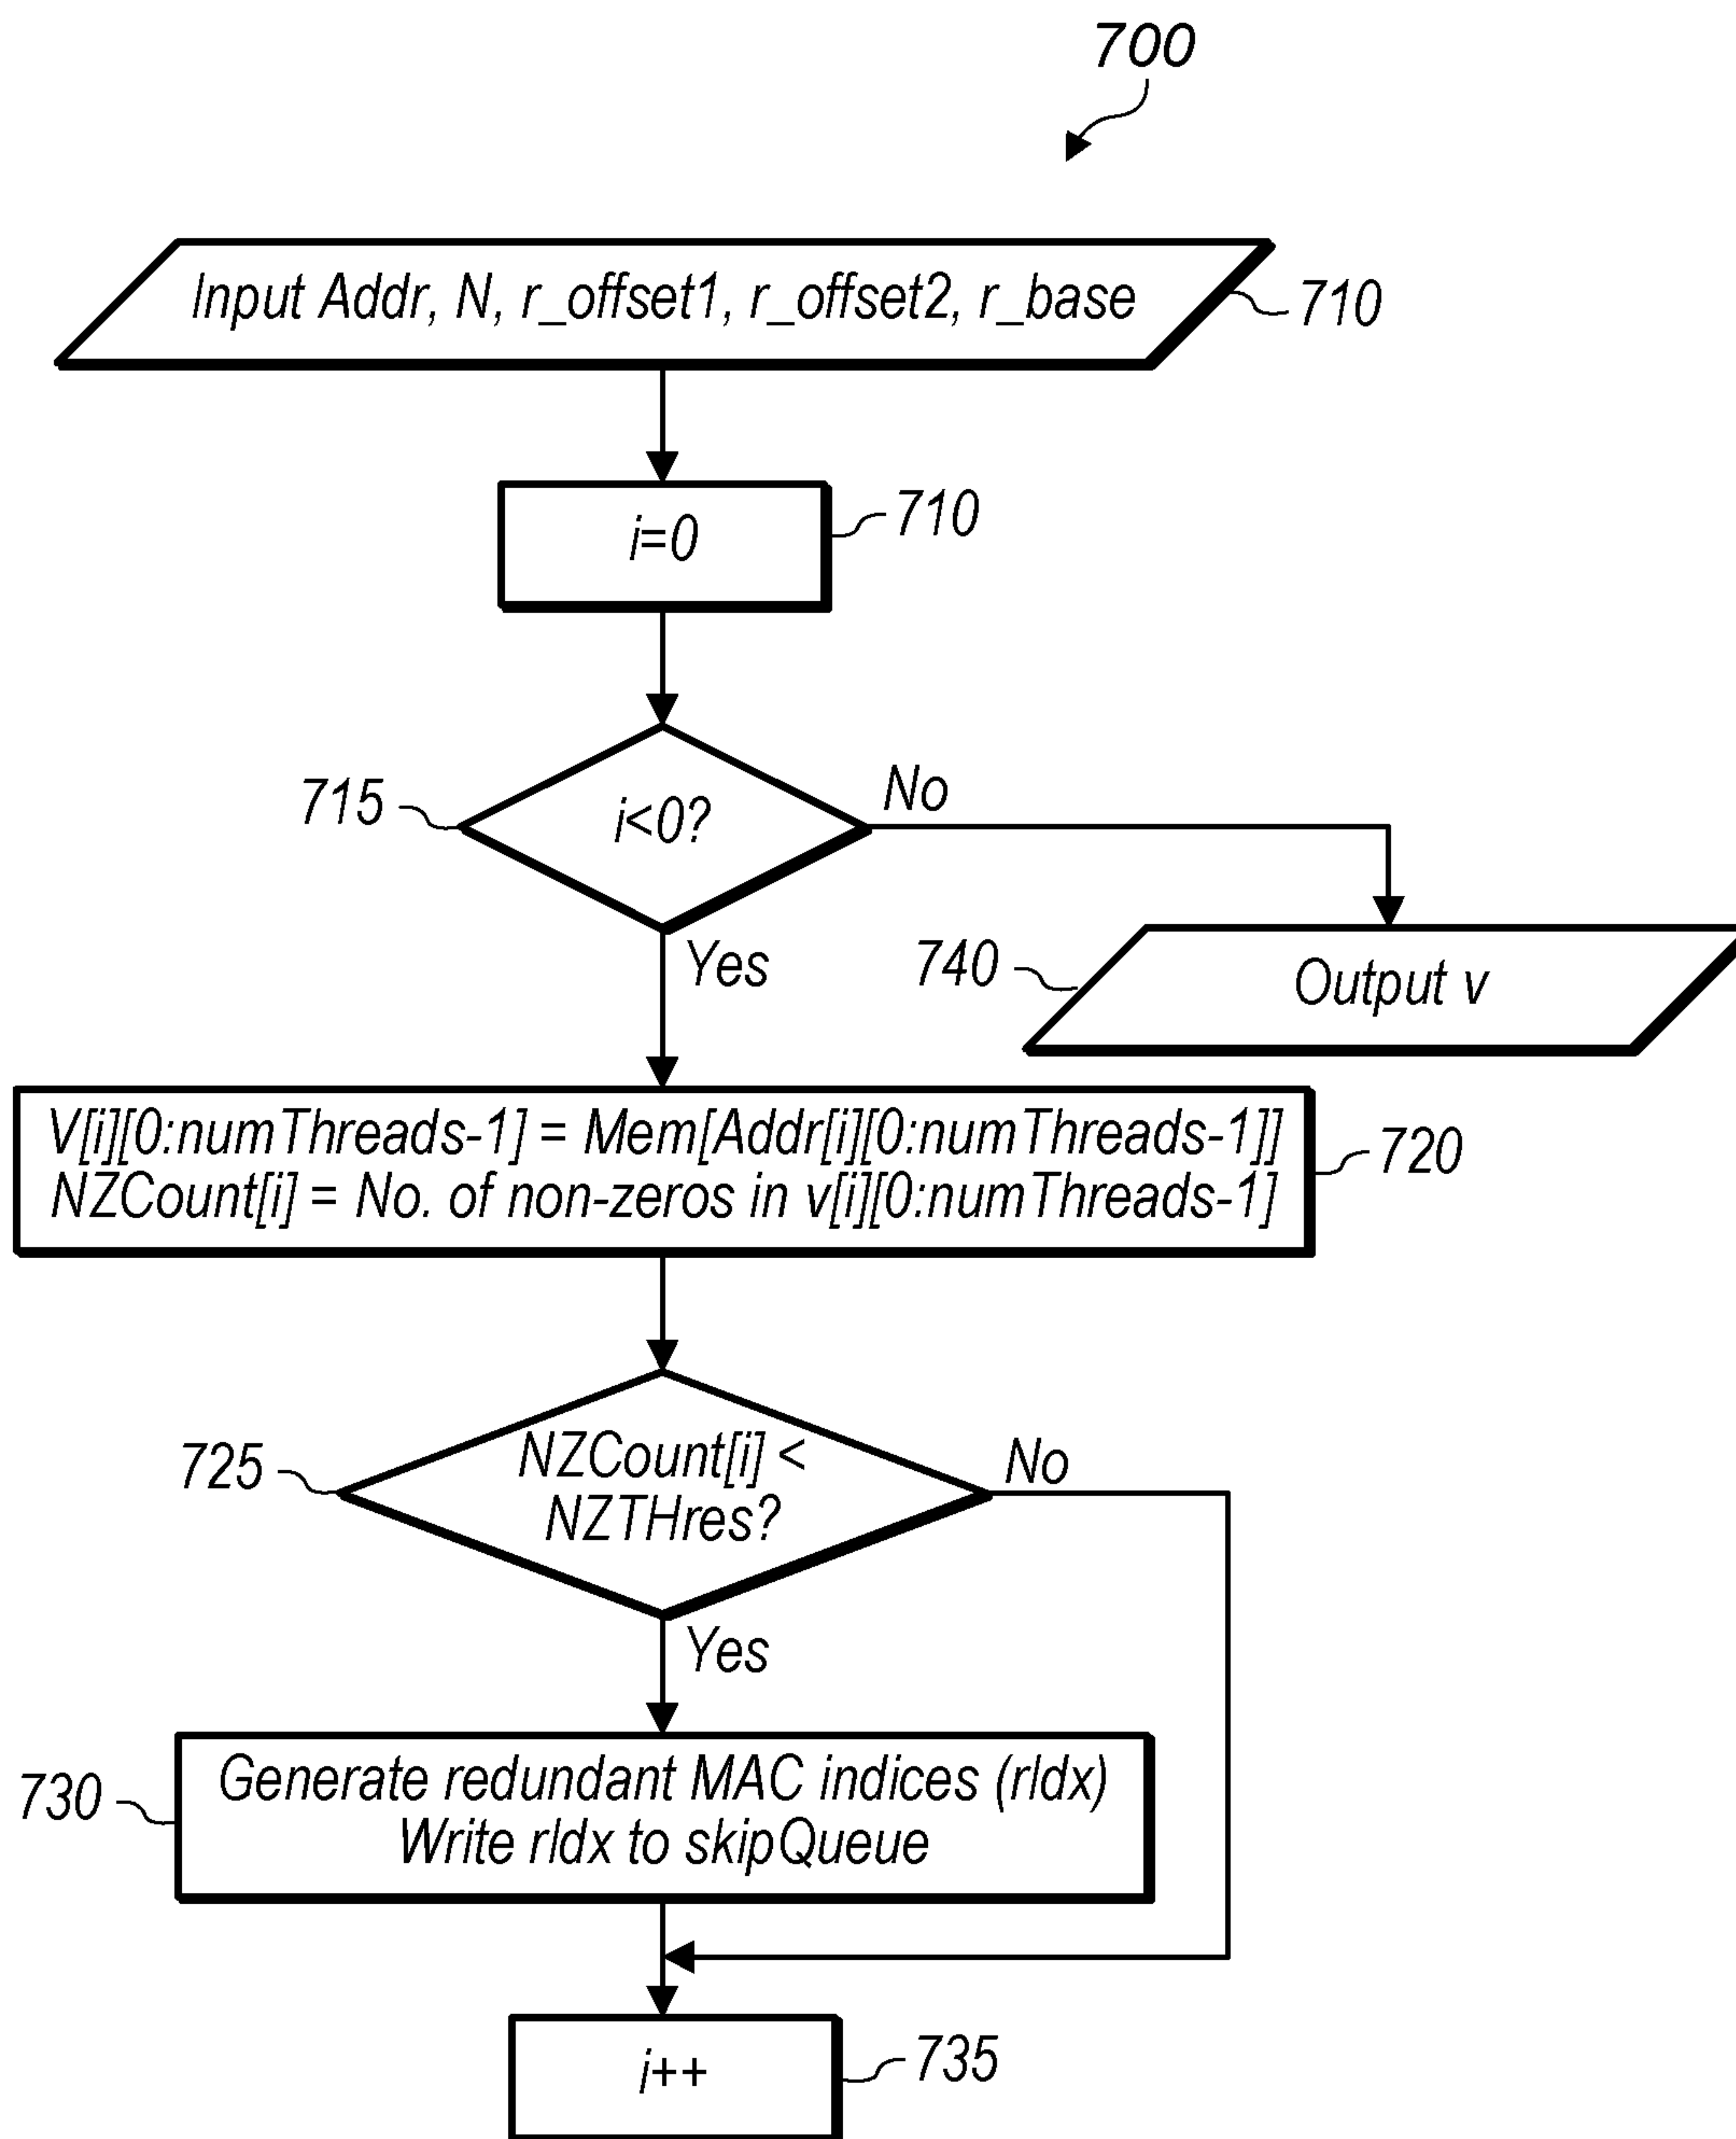 700
Input Addr, N, r_offset1, r_offset2, r_base
710
i=0
710
715
i<0?
No
Yes
740
Output v
V[i][0:numThreads-1] = Mem[Addr[i][0:numThreads-1]]
NZCount[i] = No. of non-zeros in v[i][0:numThreads-1]
720
725
NZCount[i] <
NZTHres?
No
Yes
730
Generate redundant MAC indices (rIdx)
Write rIdx to skipQueue
i++
735